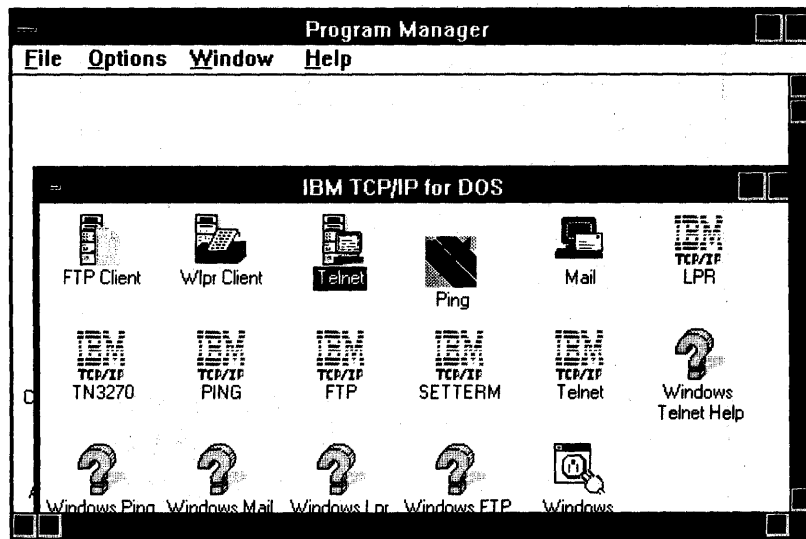 Program Manager
File Options Window Help
IBM TCP/IP for DOS
FTP Client Wlpr Client Telnet Ping Mail IBM TCP/IP LPR
IBM TCP/IP TN3270 IBM TCP/IP PING IBM TCP/IP FTP IBM TCP/IP SETTERM IBM TCP/IP Telnet Windows Telnet Help
Windows Ping Windows Mail Windows Lpr Windows FTP Windows